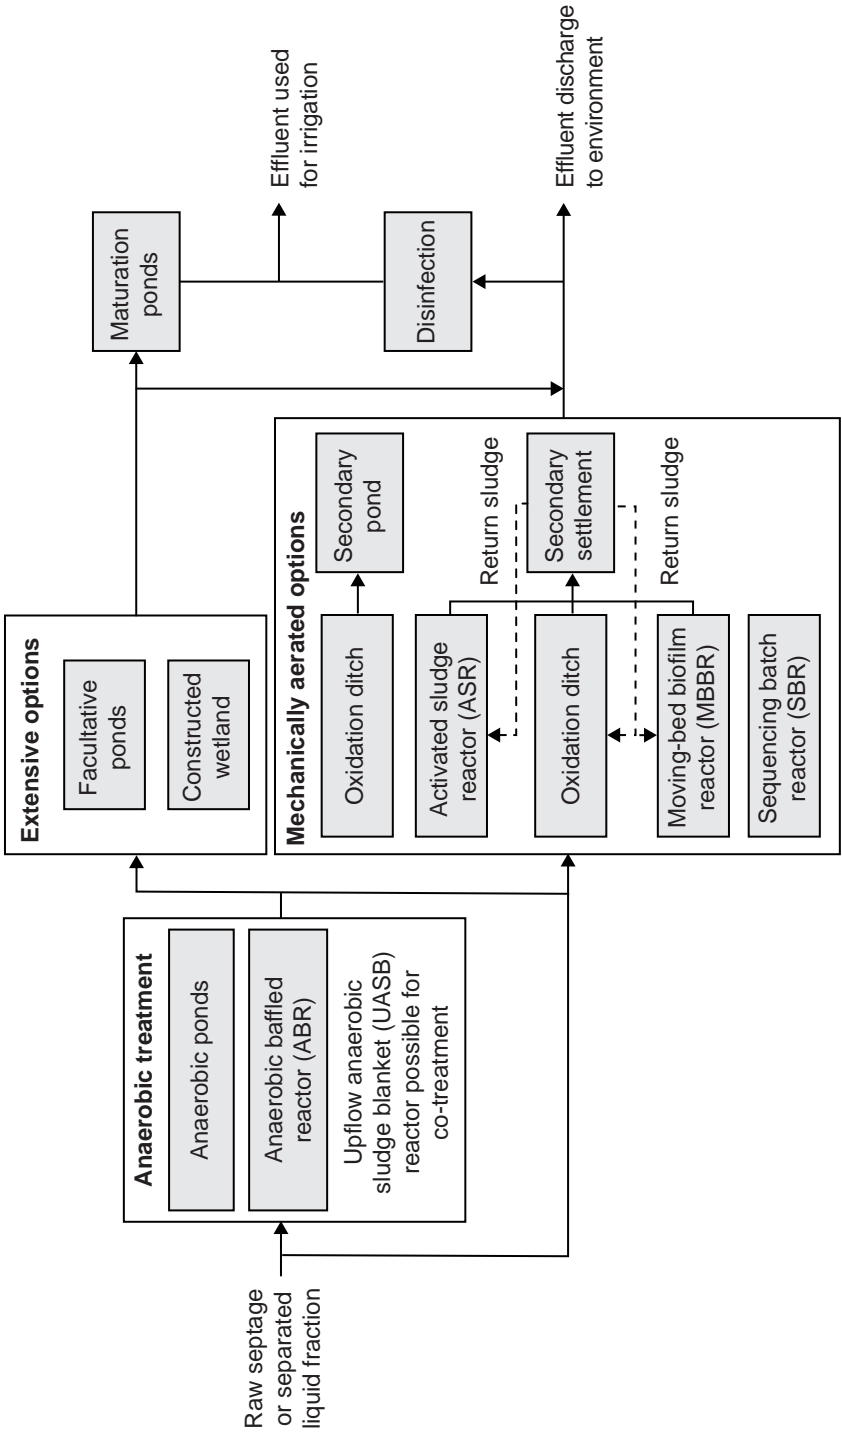 Raw septage
or separated
liquid fraction
Anaerobic treatment
Anaerobic ponds
Anaerobic baffled
reactor (ABR)
Upflow anaerobic
sludge blanket (UASB)
reactor possible for
co-treatment
Extensive options
Facultative
ponds
Constructed
wetland
Mechanically aerated options
Oxidation ditch
Secondary
pond
Activated sludge
reactor (ASR)
Return sludge
Oxidation ditch
Secondary
settlement
Return sludge
Moving-bed biofilm
reactor (MBBR)
Sequencing batch
reactor (SBR)
Maturation
ponds
Disinfection
Effluent used
for irrigation
Effluent discharge
to environment